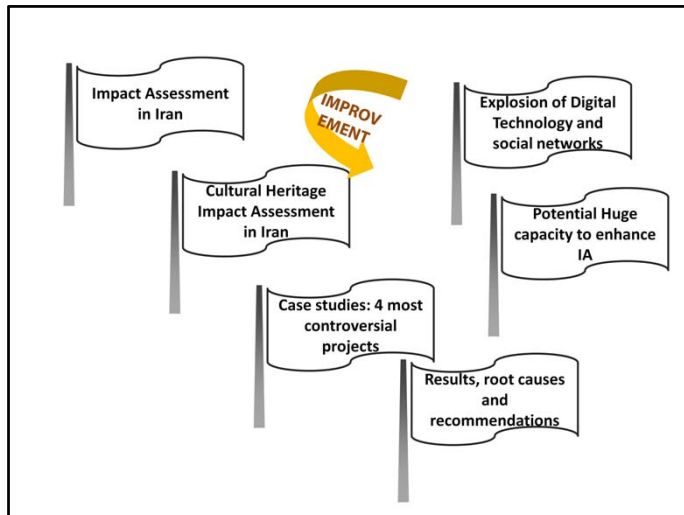 Impact Assessment
in Iran
Cultural Heritage
Impact Assessment
in Iran
Case studies: 4 most
controversial
projects
Results, root causes
and
recommendations
IMPROV
EMENT
Explosion of Digital
Technology and
social networks
Potential Huge
capacity to enhance
IA